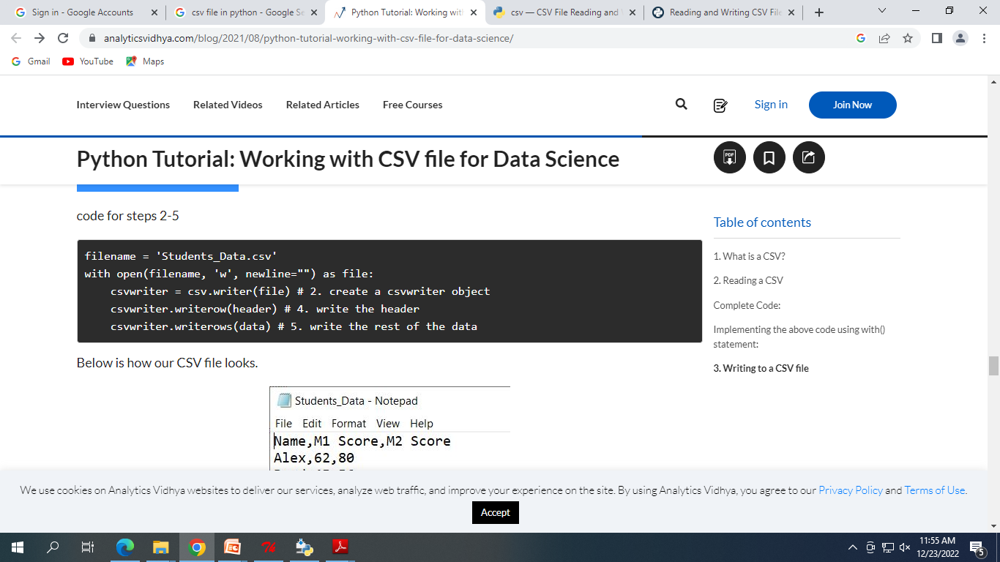 Sign in - Google Accounts
csv file in python - Google Se
Python Tutorial: Working with
csv — CSV File Reading and
Reading and Writing CSV File
analyticsvidhya.com/blog/2021/08/python-tutorial-working-with-csv-file-for-data-science/
Gmail YouTube Maps
Interview Questions Related Videos Related Articles Free Courses Sign in Join Now
Python Tutorial: Working with CSV file for Data Science
PDF
code for steps 2-5
filename = 'Students_Data.csv'
with open(filename, 'w', newline="") as file:
    csvwriter = csv.writer(file) # 2. create a csvwriter object
    csvwriter.writerow(header) # 4. write the header
    csvwriter.writerows(data) # 5. write the rest of the data
Below is how our CSV file looks.
Students_Data - Notepad
File Edit Format View Help
Name,M1 Score,M2 Score
Alex,62,80
Table of contents
1. What is a CSV?
2. Reading a CSV
Complete Code:
Implementing the above code using with()
statement:
3. Writing to a CSV file
We use cookies on Analytics Vidhya websites to deliver our services, analyze web traffic, and improve your experience on the site. By using Analytics Vidhya, you agree to our Privacy Policy and Terms of Use.
Accept
11:55 AM
12/23/2022
5